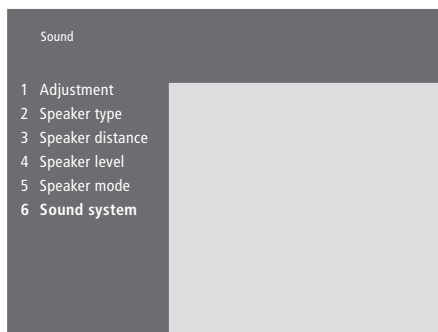 Sound
1 Adjustment
2 Speaker type
3 Speaker distance
4 Speaker level
5 Speaker mode
6 Sound system